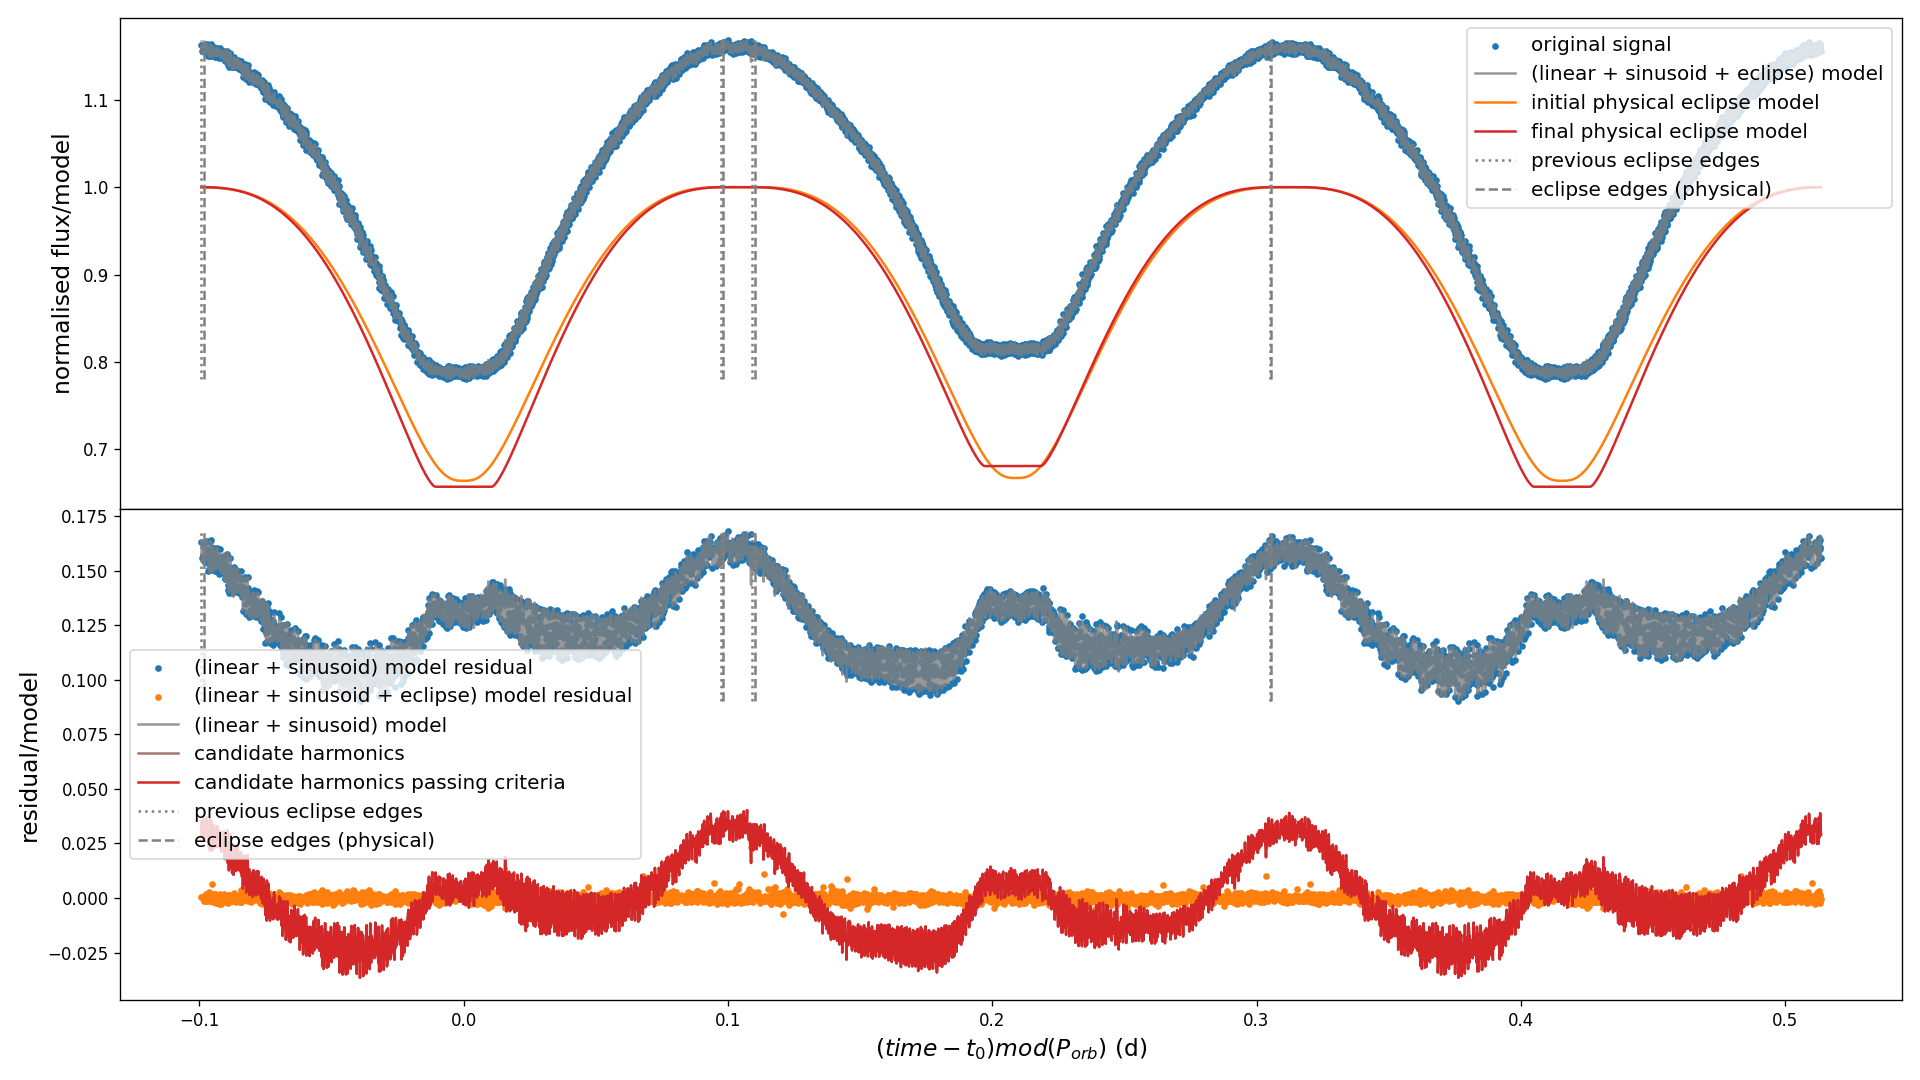 normalised flux/model
1.1
1.0
0.9
0.8
0.7
original signal
(linear + sinusoid + eclipse) model
initial physical eclipse model
final physical eclipse model
previous eclipse edges
eclipse edges (physical)
residual/model
0.175
0.150
0.125
0.100
0.075
0.050
0.025
0.000
−0.025
(linear + sinusoid) model residual
(linear + sinusoid + eclipse) model residual
(linear + sinusoid) model
candidate harmonics
candidate harmonics passing criteria
previous eclipse edges
eclipse edges (physical)
−0.1 0.0 0.1 0.2 0.3 0.4 0.5
(time − t₀)mod(P_orb) (d)